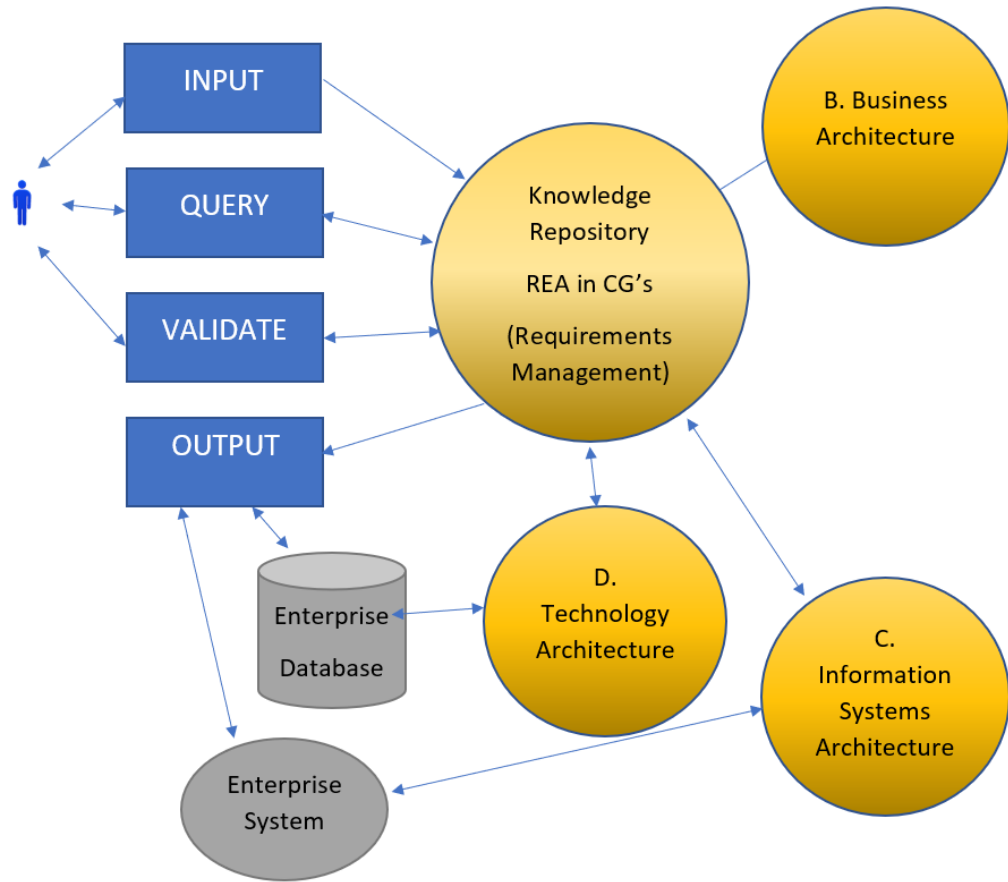 INPUT
QUERY
VALIDATE
OUTPUT
Knowledge
Repository
REA in CG’s
(Requirements
Management)
B. Business
Architecture
Enterprise
Database
D.
Technology
Architecture
C.
Information
Systems
Architecture
Enterprise
System